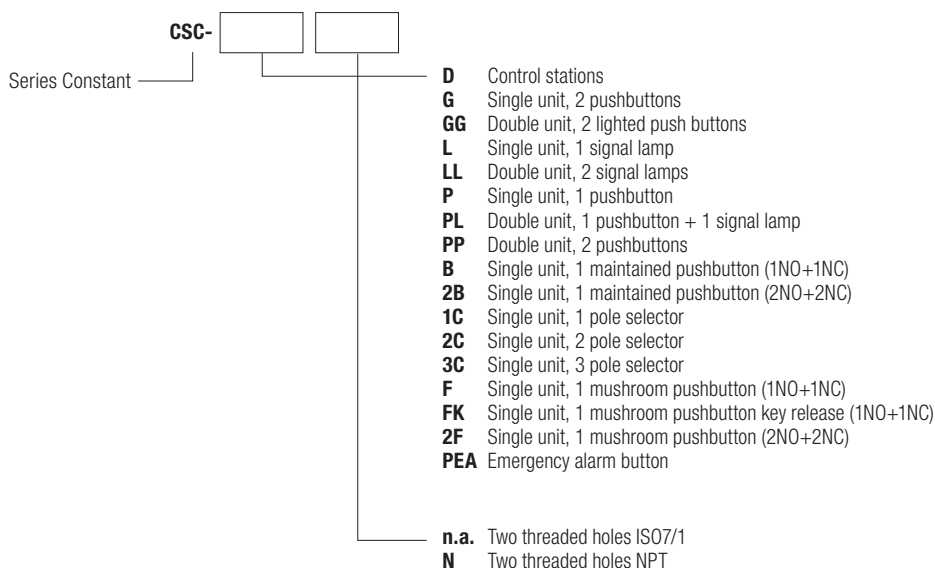 CSC-
Series Constant
D Control stations
G Single unit, 2 pushbuttons
GG Double unit, 2 lighted push buttons
L Single unit, 1 signal lamp
LL Double unit, 2 signal lamps
P Single unit, 1 pushbutton
PL Double unit, 1 pushbutton + 1 signal lamp
PP Double unit, 2 pushbuttons
B Single unit, 1 maintained pushbutton (1NO+1NC)
2B Single unit, 1 maintained pushbutton (2NO+2NC)
1C Single unit, 1 pole selector
2C Single unit, 2 pole selector
3C Single unit, 3 pole selector
F Single unit, 1 mushroom pushbutton (1NO+1NC)
FK Single unit, 1 mushroom pushbutton key release (1NO+1NC)
2F Single unit, 1 mushroom pushbutton (2NO+2NC)
PEA Emergency alarm button
n.a. Two threaded holes ISO7/1
N Two threaded holes NPT